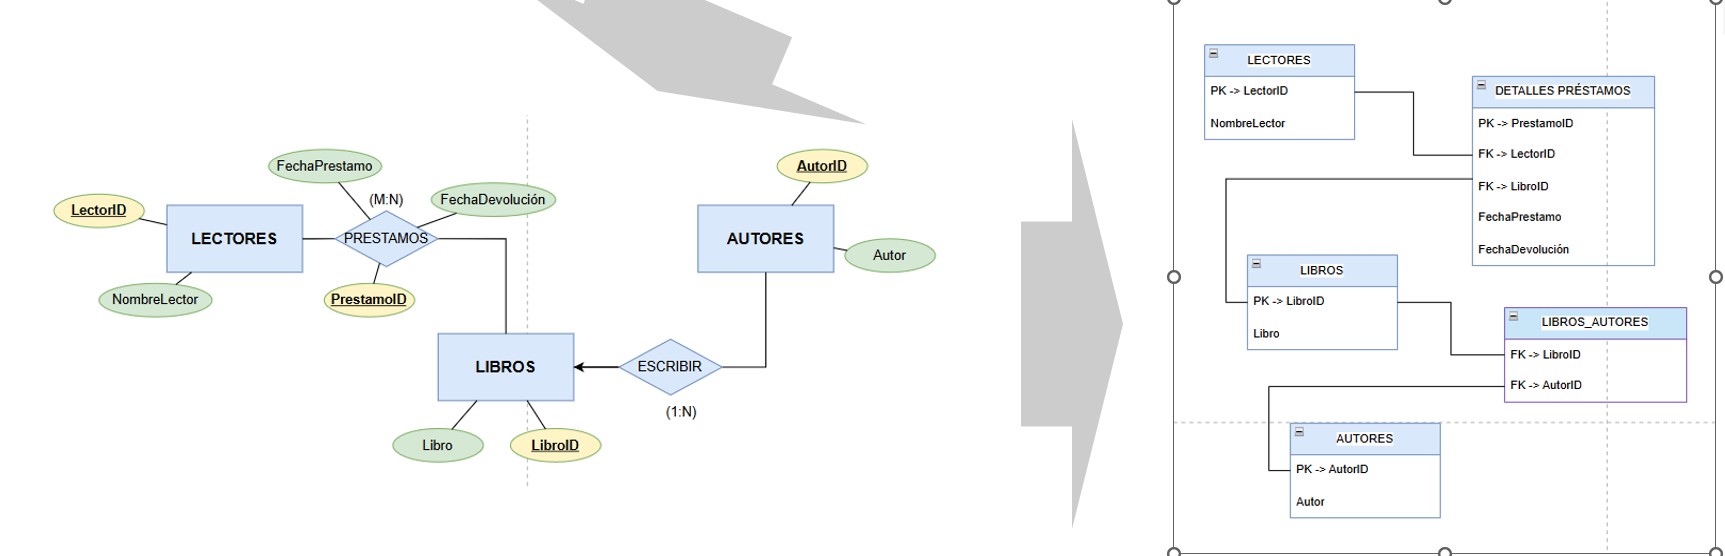 FechaPrestamo
(M:N)
FechaDevolución
LectorID
LECTORES
PRESTAMOS
NombreLector
PrestamoID
AutorID
AUTORES
Autor
LIBROS
ESCRIBIR
(1:N)
Libro
LibroID
LECTORES
PK -> LectorID
NombreLector
DETALLES PRÉSTAMOS
PK -> PrestamoID
FK -> LectorID
FK -> LibroID
FechaPrestamo
FechaDevolución
LIBROS
PK -> LibroID
Libro
LIBROS_AUTORES
FK -> LibroID
FK -> AutorID
AUTORES
PK -> AutorID
Autor